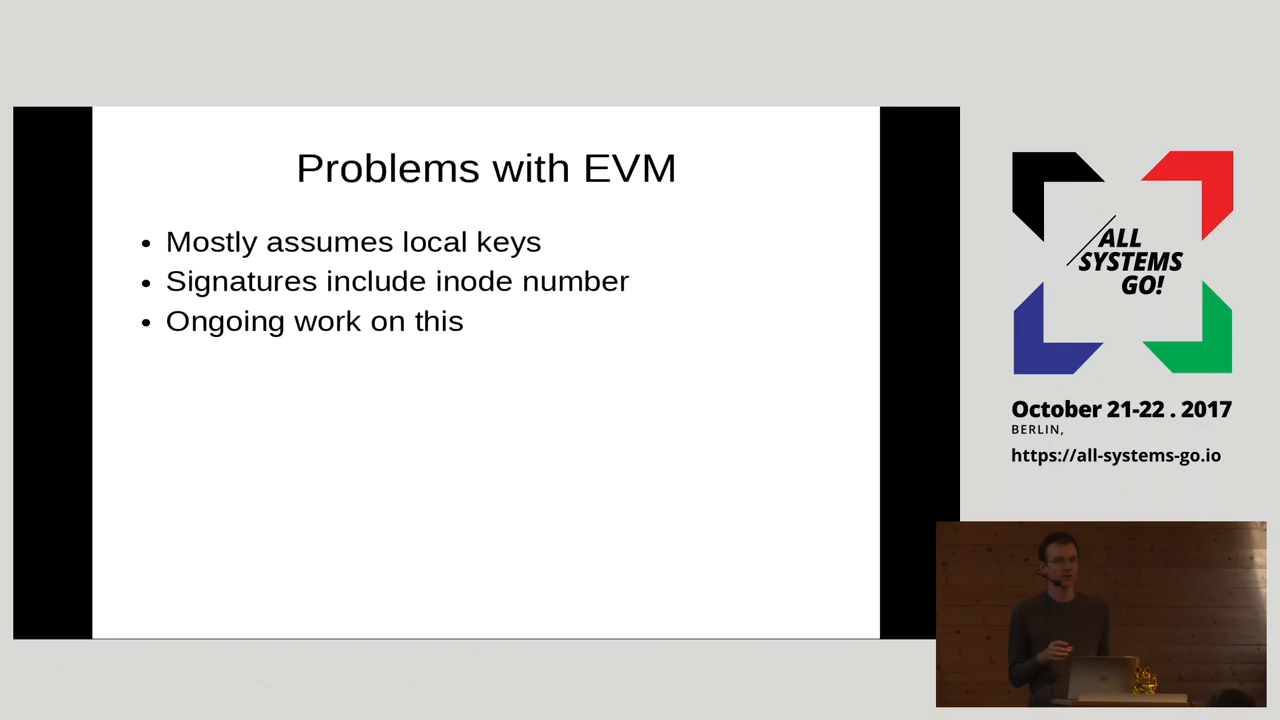 Problems with EVM
• Mostly assumes local keys
• Signatures include inode number
• Ongoing work on this
ALL
SYSTEMS
GO!
October 21-22 . 2017
BERLIN,
https://all-systems-go.io